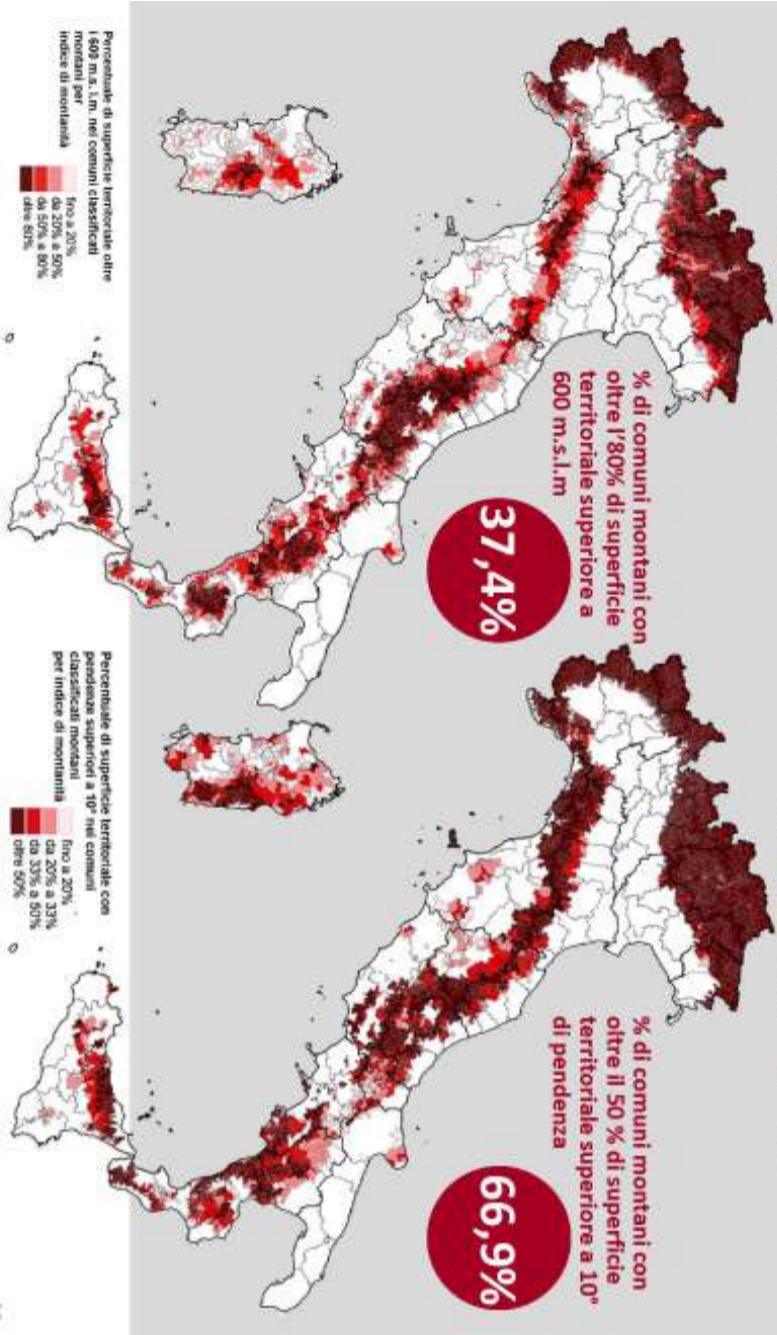 % di comuni montani con
oltre l'80% di superficie
territoriale superiore a
600 m.s.l.m
37,4%
Percentuale di superficie territoriale oltre
i 600 m.s.l.m. nei comuni classificati
montani per
indice di montanità
fino a 20%
da 20% a 50%
da 50% a 80%
oltre 80%
% di comuni montani con
oltre il 50 % di superficie
territoriale superiore a 10°
di pendenza
66,9%
Percentuale di superficie territoriale con
pendenze superiori a 10° nei comuni
classificati montani
per indice di montanità
fino a 20%
da 20% a 33%
da 33% a 50%
oltre 50%